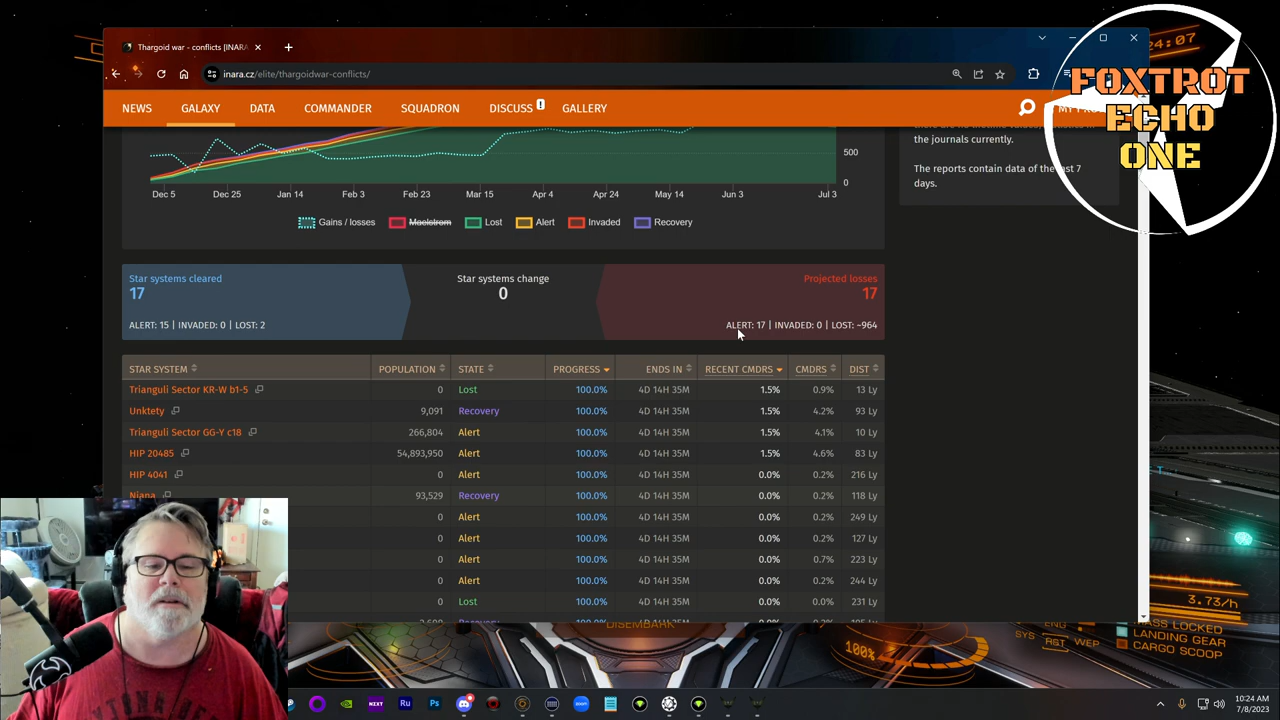 Thargoid war - conflicts [INARA
24:07
inara.cz/elite/thargoidwar-conflicts/
FOXTROT
ECHO
ONE
NEWS GALAXY DATA COMMANDER SQUADRON DISCUSS ! GALLERY
the journals currently.
500
The reports contain data of the last 7
days.
0
Dec 5 Dec 25 Jan 14 Feb 3 Feb 23 Mar 15 Apr 4 Apr 24 May 14 Jun 3 Jul 3
Gains / losses Maelstrom Lost Alert Invaded Recovery
Star systems cleared Star systems change Projected losses
17 0 17
ALERT: 15 | INVADED: 0 | LOST: 2 ALERT: 17 | INVADED: 0 | LOST: ~964
STAR SYSTEM POPULATION STATE PROGRESS ENDS IN RECENT CMDRS CMDRS DIST
Trianguli Sector KR-W b1-5 0 Lost 100.0% 4D 14H 35M 1.5% 0.9% 13 Ly
Unktety 9,091 Recovery 100.0% 4D 14H 35M 1.5% 4.2% 93 Ly
Trianguli Sector GG-Y c18 266,804 Alert 100.0% 4D 14H 35M 1.5% 4.1% 10 Ly
HIP 20485 54,893,950 Alert 100.0% 4D 14H 35M 1.5% 4.6% 83 Ly
HIP 4041 0 Alert 100.0% 4D 14H 35M 0.0% 0.2% 216 Ly
Niana 93,529 Recovery 100.0% 4D 14H 35M 0.0% 0.2% 118 Ly
0 Alert 100.0% 4D 14H 35M 0.0% 0.2% 249 Ly
0 Alert 100.0% 4D 14H 35M 0.0% 0.2% 127 Ly
0 Alert 100.0% 4D 14H 35M 0.0% 0.7% 223 Ly
0 Alert 100.0% 4D 14H 35M 0.0% 0.2% 244 Ly
0 Lost 100.0% 4D 14H 35M 0.0% 0.0% 231 Ly
3.73/h
DISEMBARK
MASS LOCKED
SYS RST WEP
LANDING GEAR
100%
CARGO SCOOP
NEXT Ru Ps
10:24 AM
7/8/2023